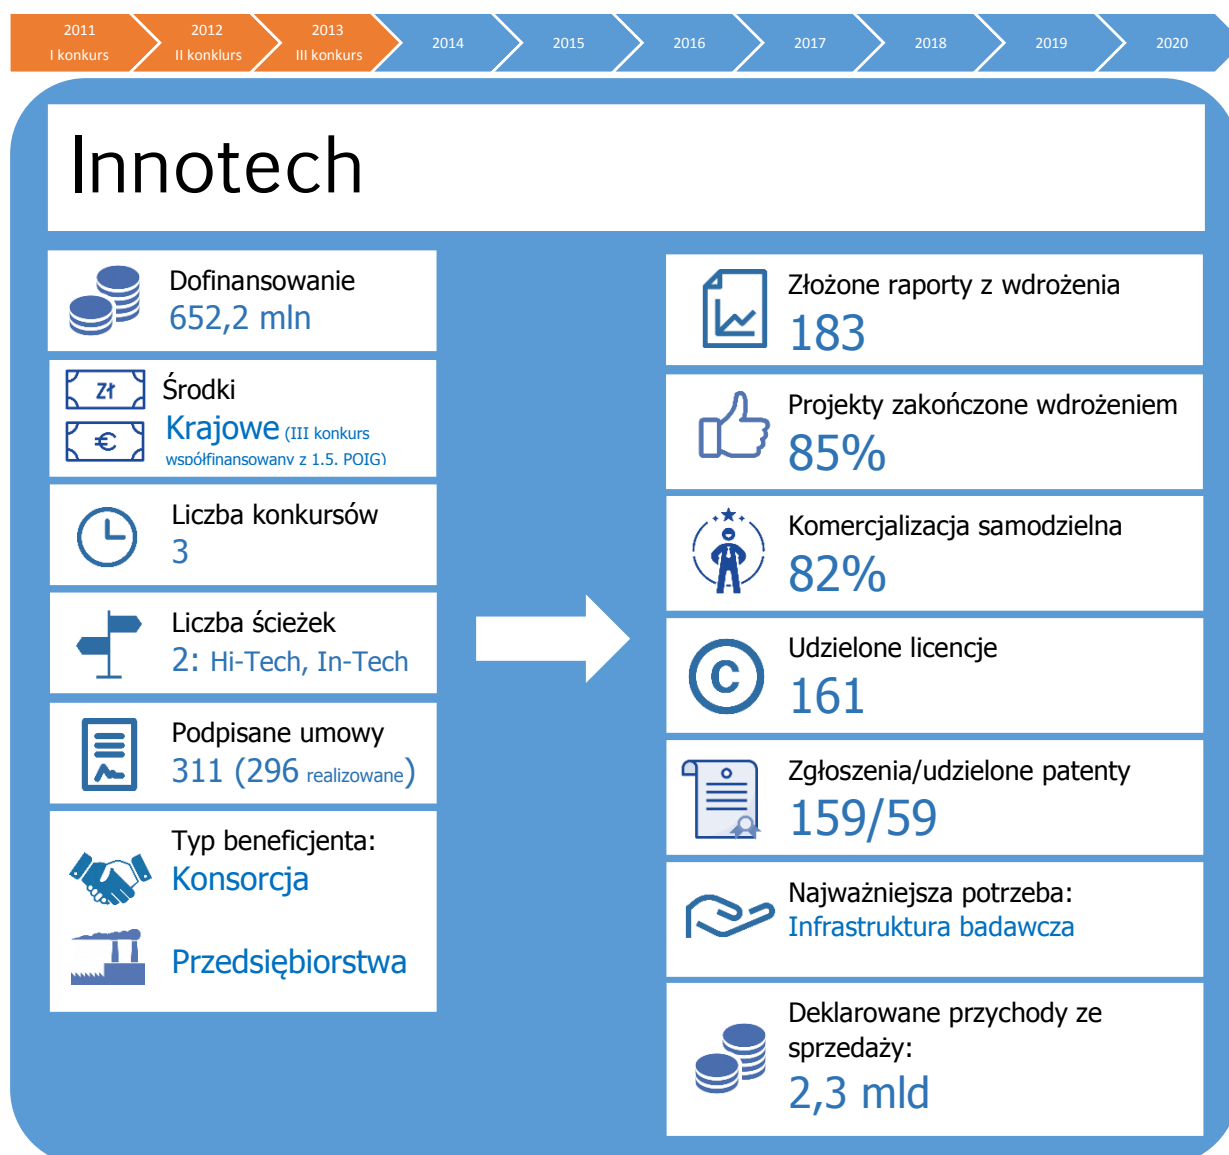 2011
I konkurs
2012
II konklurs
2013
III konkurs
2014
2015
2016
2017
2018
2019
2020
Innotech
Dofinansowanie
652,2 mln
Zł
€
Środki
Krajowe (III konkurs
współfinansowany z 1.5. POIG)
Liczba konkursów
3
Liczba ścieżek
2: Hi-Tech, In-Tech
Podpisane umowy
311 (296 realizowane)
Typ beneficjenta:
Konsorcja
Przedsiębiorstwa
Złożone raporty z wdrożenia
183
Projekty zakończone wdrożeniem
85%
Komercjalizacja samodzielna
82%
C
Udzielone licencje
161
Zgłoszenia/udzielone patenty
159/59
Najważniejsza potrzeba:
Infrastruktura badawcza
Deklarowane przychody ze
sprzedaży:
2,3 mld